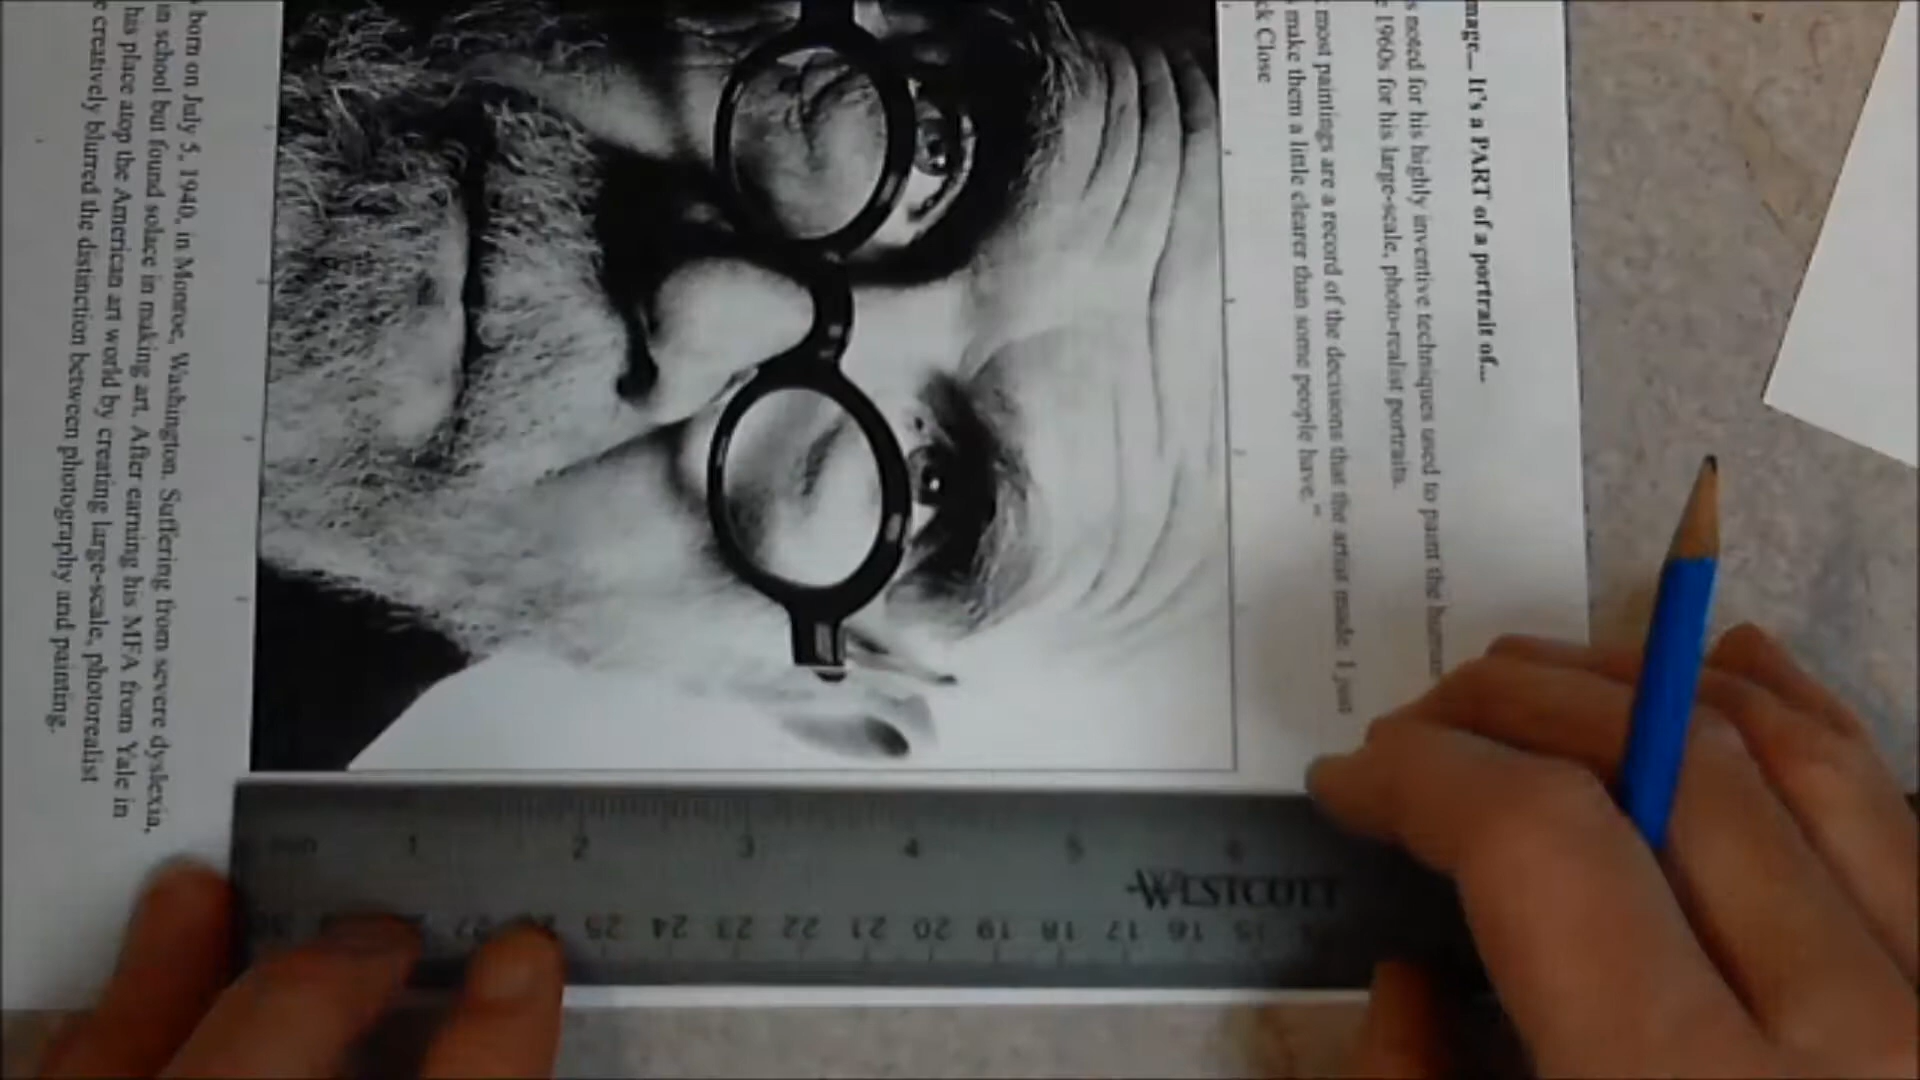 mage... It's a PART of a portrait of...
s noted for his highly inventive techniques used to paint the human
e 1960s for his large-scale, photo-realist portraits.
most paintings are a record of the decisions that the artist made. I just
make them a little clearer than some people have."
ck Close
born on July 5, 1940, in Monroe, Washington. Suffering from severe dyslexia,
in school but found solace in making art. After earning his MFA from Yale in
his place atop the American art world by creating large-scale, photorealist
creatively blurred the distinction between photography and painting.
1 2 3 4 5 6
WESTCOTT
27 26 25 24 23 22 21 20 19 18 17 16 15